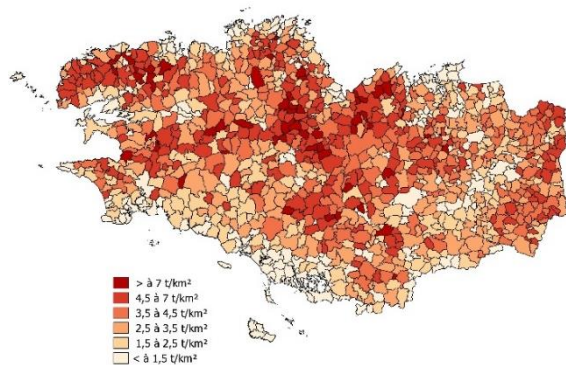 > à 7 t/km²
4,5 à 7 t/km²
3,5 à 4,5 t/km²
2,5 à 3,5 t/km²
1,5 à 2,5 t/km²
< à 1,5 t/km²